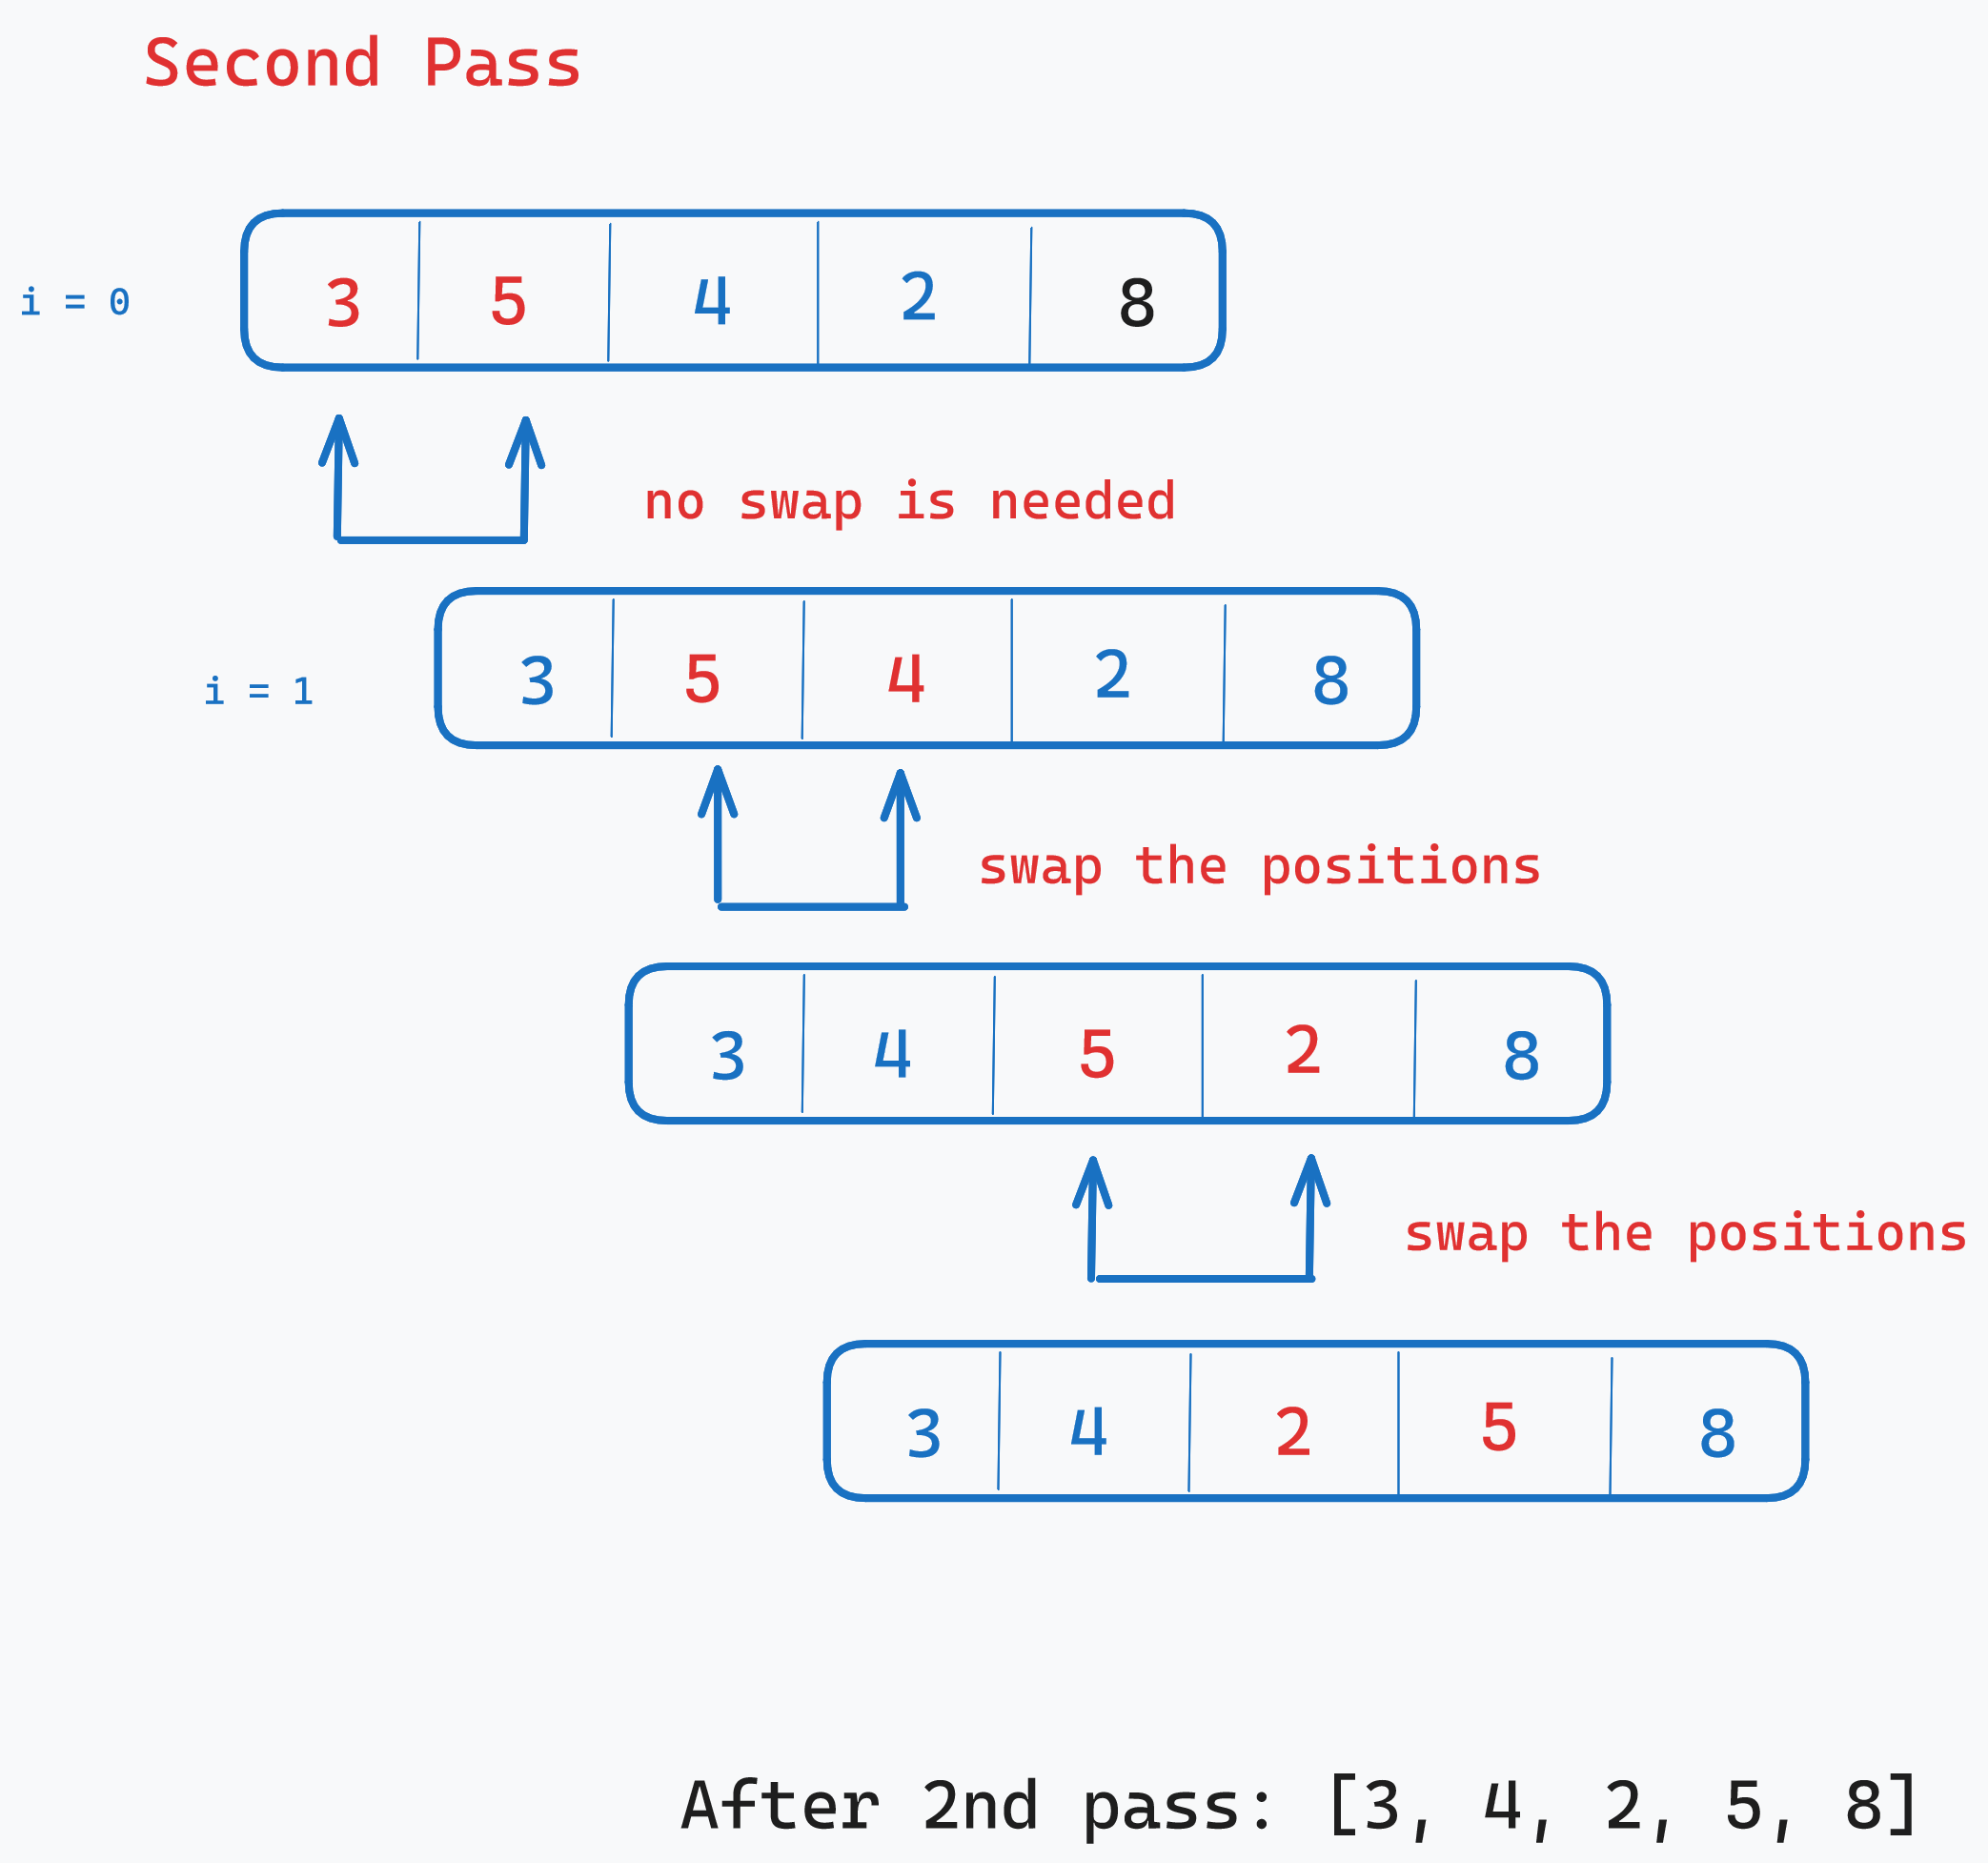 Second Pass
i = 0 3 5 4 2 8
no swap is needed
i = 1 3 5 4 2 8
swap the positions
3 4 5 2 8
swap the positions
3 4 2 5 8
After 2nd pass: [3, 4, 2, 5, 8]